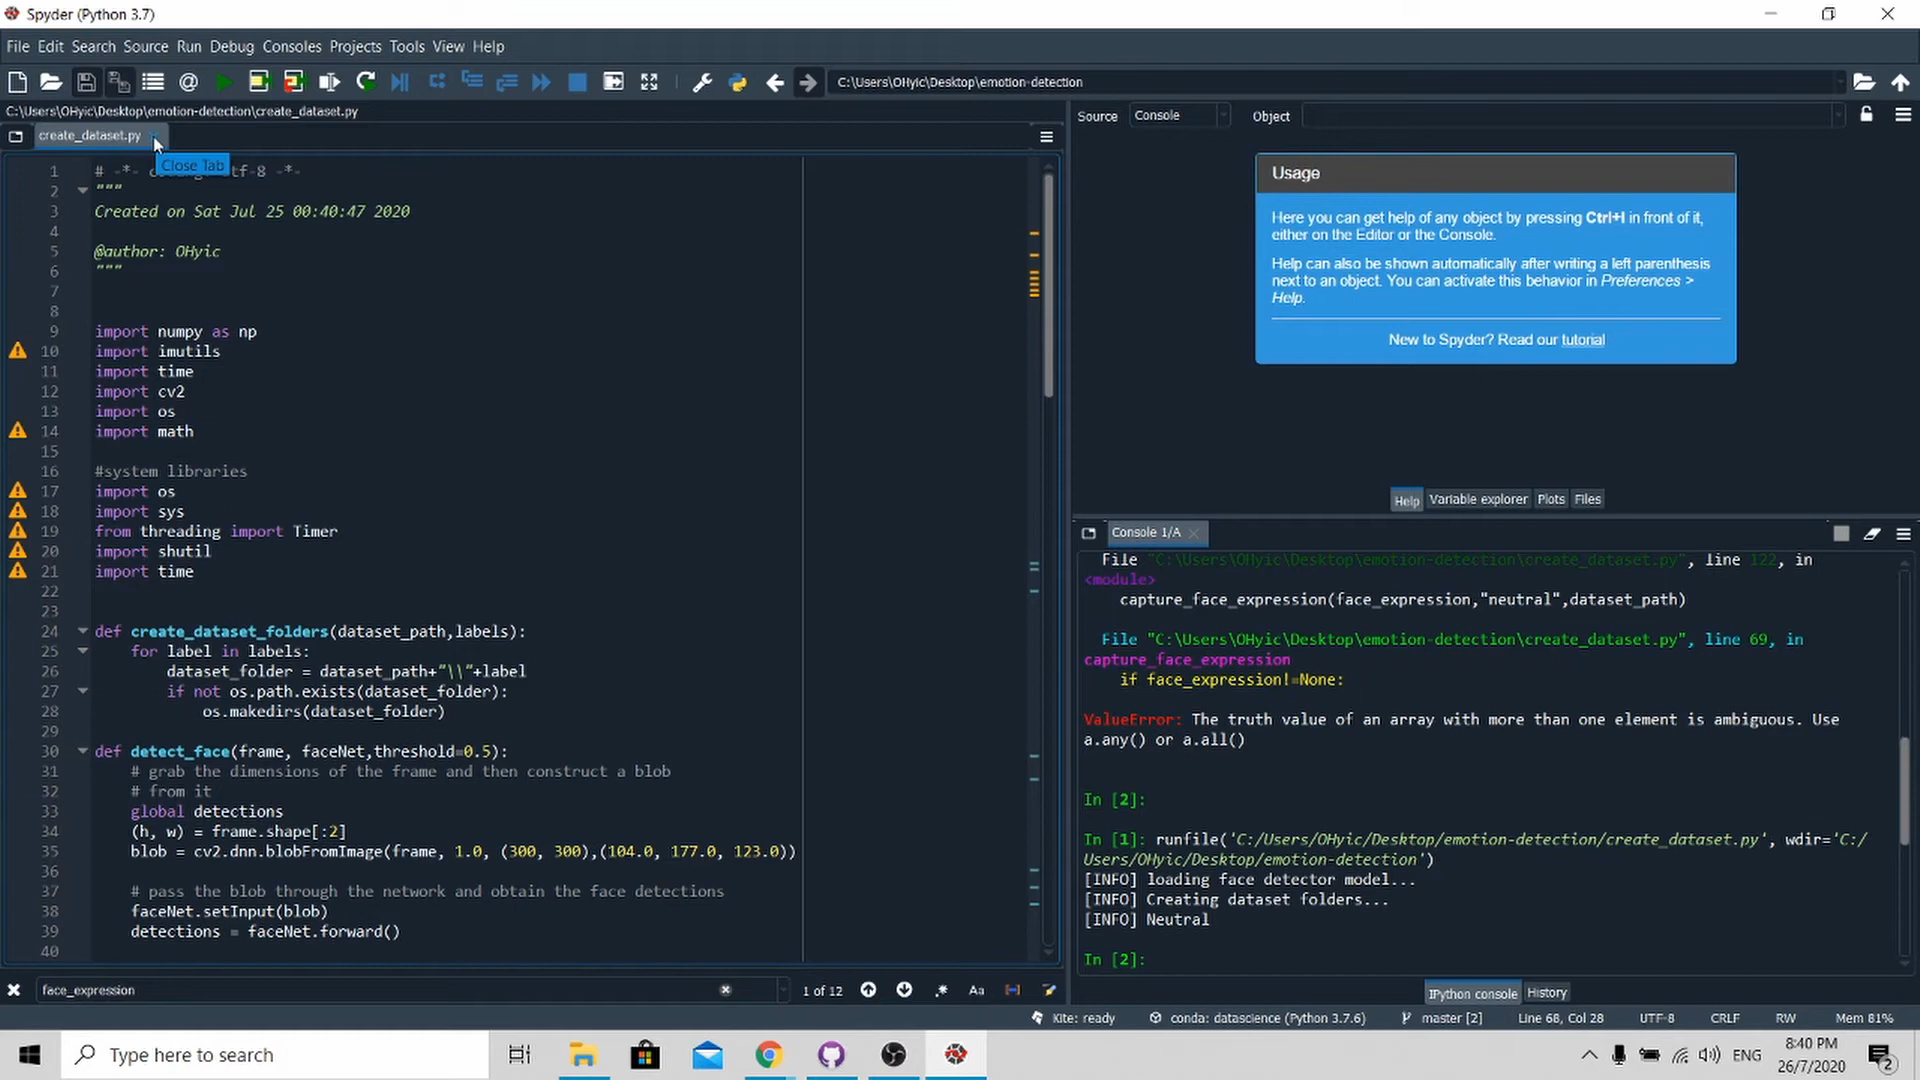 Spyder (Python 3.7)
File Edit Search Source Run Debug Consoles Projects Tools View Help
C:\Users\OHyic\Desktop\emotion-detection
C:\Users\OHyic\Desktop\emotion-detection\create_dataset.py
create_dataset.py
Close Tab
1 # -*- tf-8 -*-
2 """
3 Created on Sat Jul 25 00:40:47 2020
4
5 @author: OHyic
6 """
7
8
9 import numpy as np
10 import imutils
11 import time
12 import cv2
13 import os
14 import math
15
16 #system libraries
17 import os
18 import sys
19 from threading import Timer
20 import shutil
21 import time
22
23
24 def create_dataset_folders(dataset_path,labels):
25 for label in labels:
26 dataset_folder = dataset_path+"\\"+label
27 if not os.path.exists(dataset_folder):
28 os.makedirs(dataset_folder)
29
30 def detect_face(frame, faceNet,threshold=0.5):
31 # grab the dimensions of the frame and then construct a blob
32 # from it
33 global detections
34 (h, w) = frame.shape[:2]
35 blob = cv2.dnn.blobFromImage(frame, 1.0, (300, 300),(104.0, 177.0, 123.0))
36
37 # pass the blob through the network and obtain the face detections
38 faceNet.setInput(blob)
39 detections = faceNet.forward()
40
face_expression
1 of 12
Aa
Source Console Object
Usage
Here you can get help of any object by pressing Ctrl+I in front of it,
either on the Editor or the Console.
Help can also be shown automatically after writing a left parenthesis
next to an object. You can activate this behavior in Preferences >
Help.
New to Spyder? Read our tutorial
Help Variable explorer Plots Files
Console 1/A
File "C:\Users\OHyic\Desktop\emotion-detection\create_dataset.py", line 122, in
<module>
capture_face_expression(face_expression,"neutral",dataset_path)
File "C:\Users\OHyic\Desktop\emotion-detection\create_dataset.py", line 69, in
capture_face_expression
if face_expression!=None:
ValueError: The truth value of an array with more than one element is ambiguous. Use
a.any() or a.all()
In [2]:
In [1]: runfile('C:/Users/OHyic/Desktop/emotion-detection/create_dataset.py', wdir='C:/
Users/OHyic/Desktop/emotion-detection')
[INFO] loading face detector model...
[INFO] Creating dataset folders...
[INFO] Neutral
In [2]:
IPython console History
Kite: ready conda: datascience (Python 3.7.6) master [2] Line 68, Col 28 UTF-8 CRLF RW Mem 81%
Type here to search
ENG
8:40 PM
26/7/2020
2